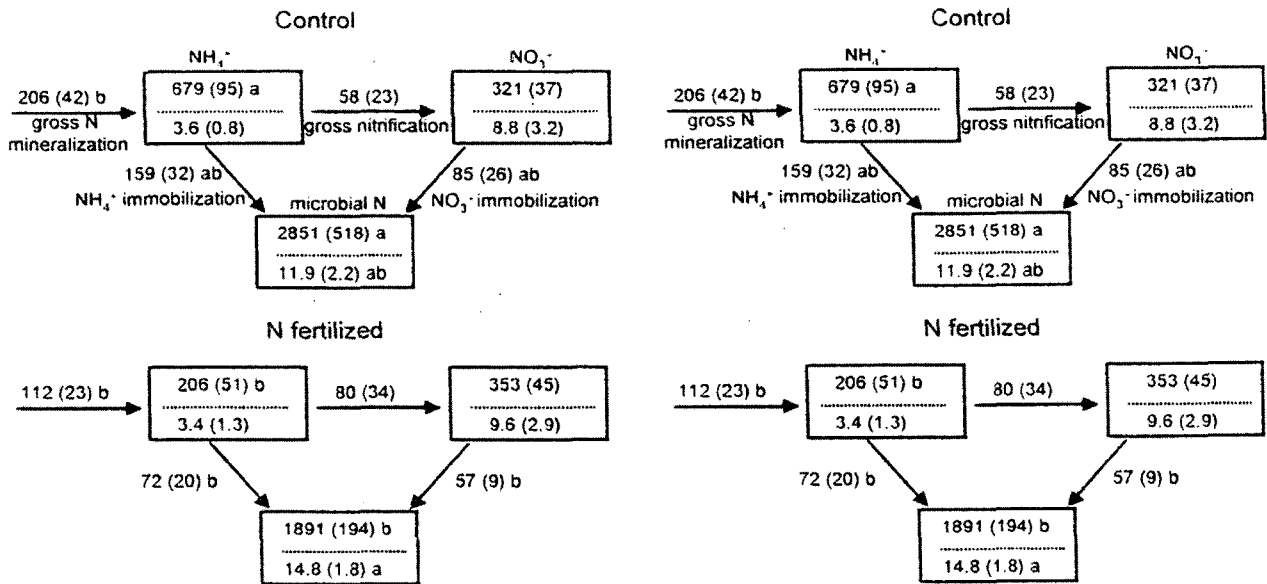 Control
NH₄⁺
NO₃⁻
679 (95) a
321 (37)
206 (42) b
58 (23)
gross N
mineralization
3.6 (0.8)
gross nitrification
8.8 (3.2)
159 (32) ab
85 (26) ab
NH₄⁺ immobilization
NO₃⁻ immobilization
microbial N
2851 (518) a
11.9 (2.2) ab
N fertilized
112 (23) b
206 (51) b
80 (34)
353 (45)
3.4 (1.3)
9.6 (2.9)
72 (20) b
57 (9) b
1891 (194) b
14.8 (1.8) a
Control
NH₄⁺
NO₃⁻
679 (95) a
321 (37)
206 (42) b
58 (23)
gross N
mineralization
3.6 (0.8)
gross nitrification
8.8 (3.2)
159 (32) ab
85 (26) ab
NH₄⁺ immobilization
NO₃⁻ immobilization
microbial N
2851 (518) a
11.9 (2.2) ab
N fertilized
112 (23) b
206 (51) b
80 (34)
353 (45)
3.4 (1.3)
9.6 (2.9)
72 (20) b
57 (9) b
1891 (194) b
14.8 (1.8) a